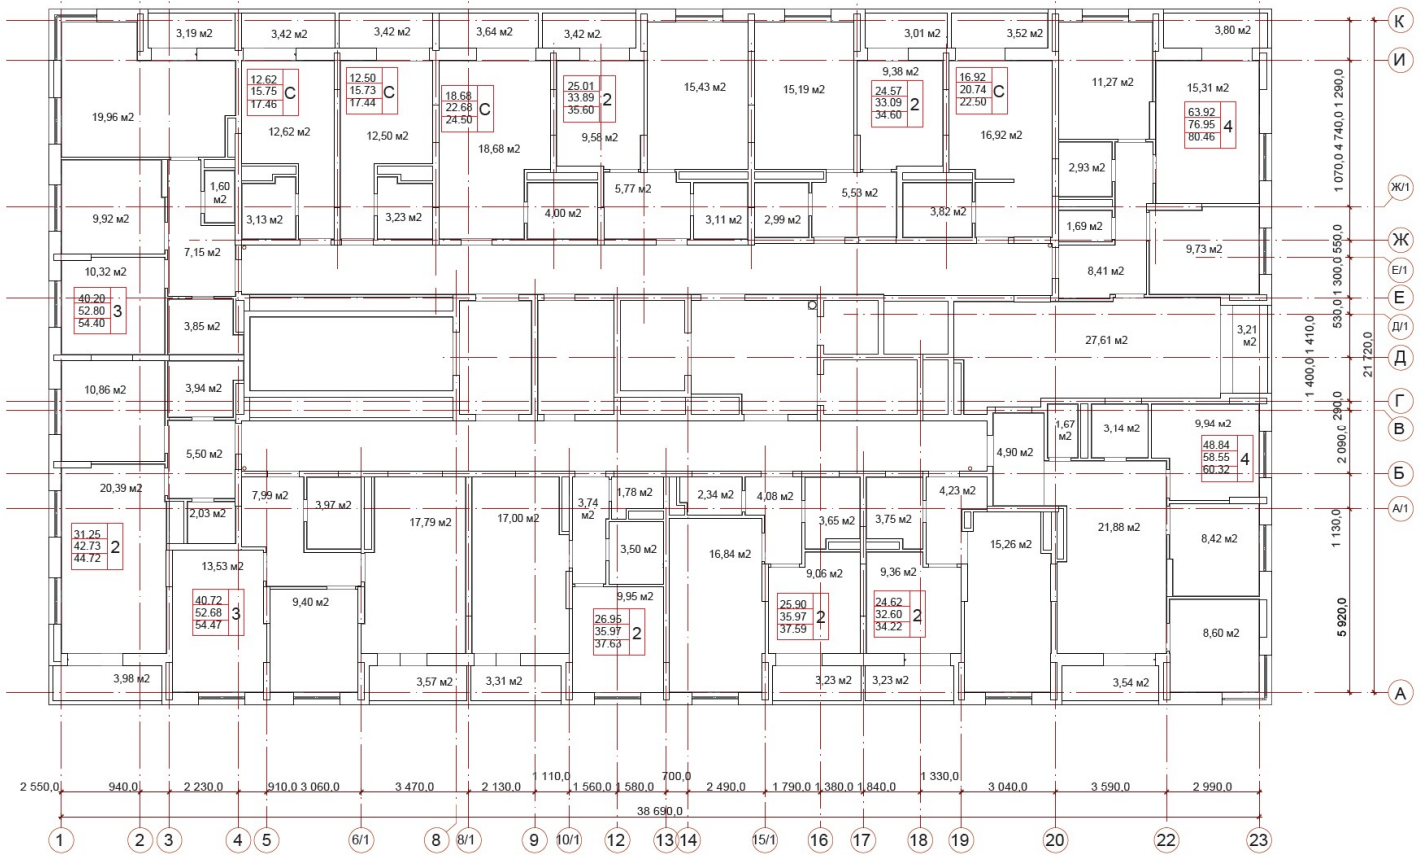 3,19 м2
3,42 м2
3,42 м2
3,64 м2
3,42 м2
3,01 м2
3,52 м2
3,80 м2
К
И
19,96 м2
12.62
15.75
17.46
С
12,62 м2
12.50
15.73
17.44
С
12,50 м2
18.68
22.68
24.50
С
18,68 м2
25.01
33.89
35.60
2
9,58 м2
15,43 м2
15,19 м2
9,38 м2
24.57
33.09
34.60
2
16.92
20.74
22.50
С
16,92 м2
11,27 м2
15,31 м2
63.92
76.95
80.46
4
1 070,0 4 740,0 1 290,0
2,93 м2
1,60
м2
3,13 м2
3,23 м2
4,00 м2
5,77 м2
3,11 м2
2,99 м2
5,53 м2
3,82 м2
1,69 м2
Ж/1
9,92 м2
7,15 м2
8,41 м2
9,73 м2
Ж
Е/1
Е
530,0 1 300,0 550,0
10,32 м2
40.20
52.80
54.40
3
3,85 м2
27,61 м2
3,21
м2
Д/1
Д
1 400,0 1 410,0
21 720,0
10,86 м2
3,94 м2
Г
В
5,50 м2
4,90 м2
1,67
м2
3,14 м2
9,94 м2
48.84
58.55
60.32
4
2 090,0 290,0
Б
20,39 м2
7,99 м2
3,97 м2
17,79 м2
17,00 м2
3,74
м2
1,78 м2
2,34 м2
4,08 м2
3,65 м2
3,75 м2
4,23 м2
А/1
2,03 м2
31.25
42.73
44.72
2
3,50 м2
16,84 м2
15,26 м2
21,88 м2
8,42 м2
1 130,0
13,53 м2
40.72
52.68
54.47
3
9,40 м2
9,95 м2
26.95
35.97
37.63
2
9,06 м2
25.90
35.97
37.59
2
9,36 м2
24.62
32.60
34.22
2
8,60 м2
5 920,0
3,98 м2
3,57 м2
3,31 м2
3,23 м2
3,23 м2
3,54 м2
А
2 550,0
940,0
2 230,0
910,0 3 060,0
3 470,0
2 130,0
1 110,0
1 560,0 1 580,0
700,0
2 490,0
1 790,0 1 380,0 1 840,0
1 330,0
3 040,0
3 590,0
2 990,0
38 690,0
1
2
3
4
5
6/1
8
8/1
9
10/1
12
13
14
15/1
16
17
18
19
20
22
23